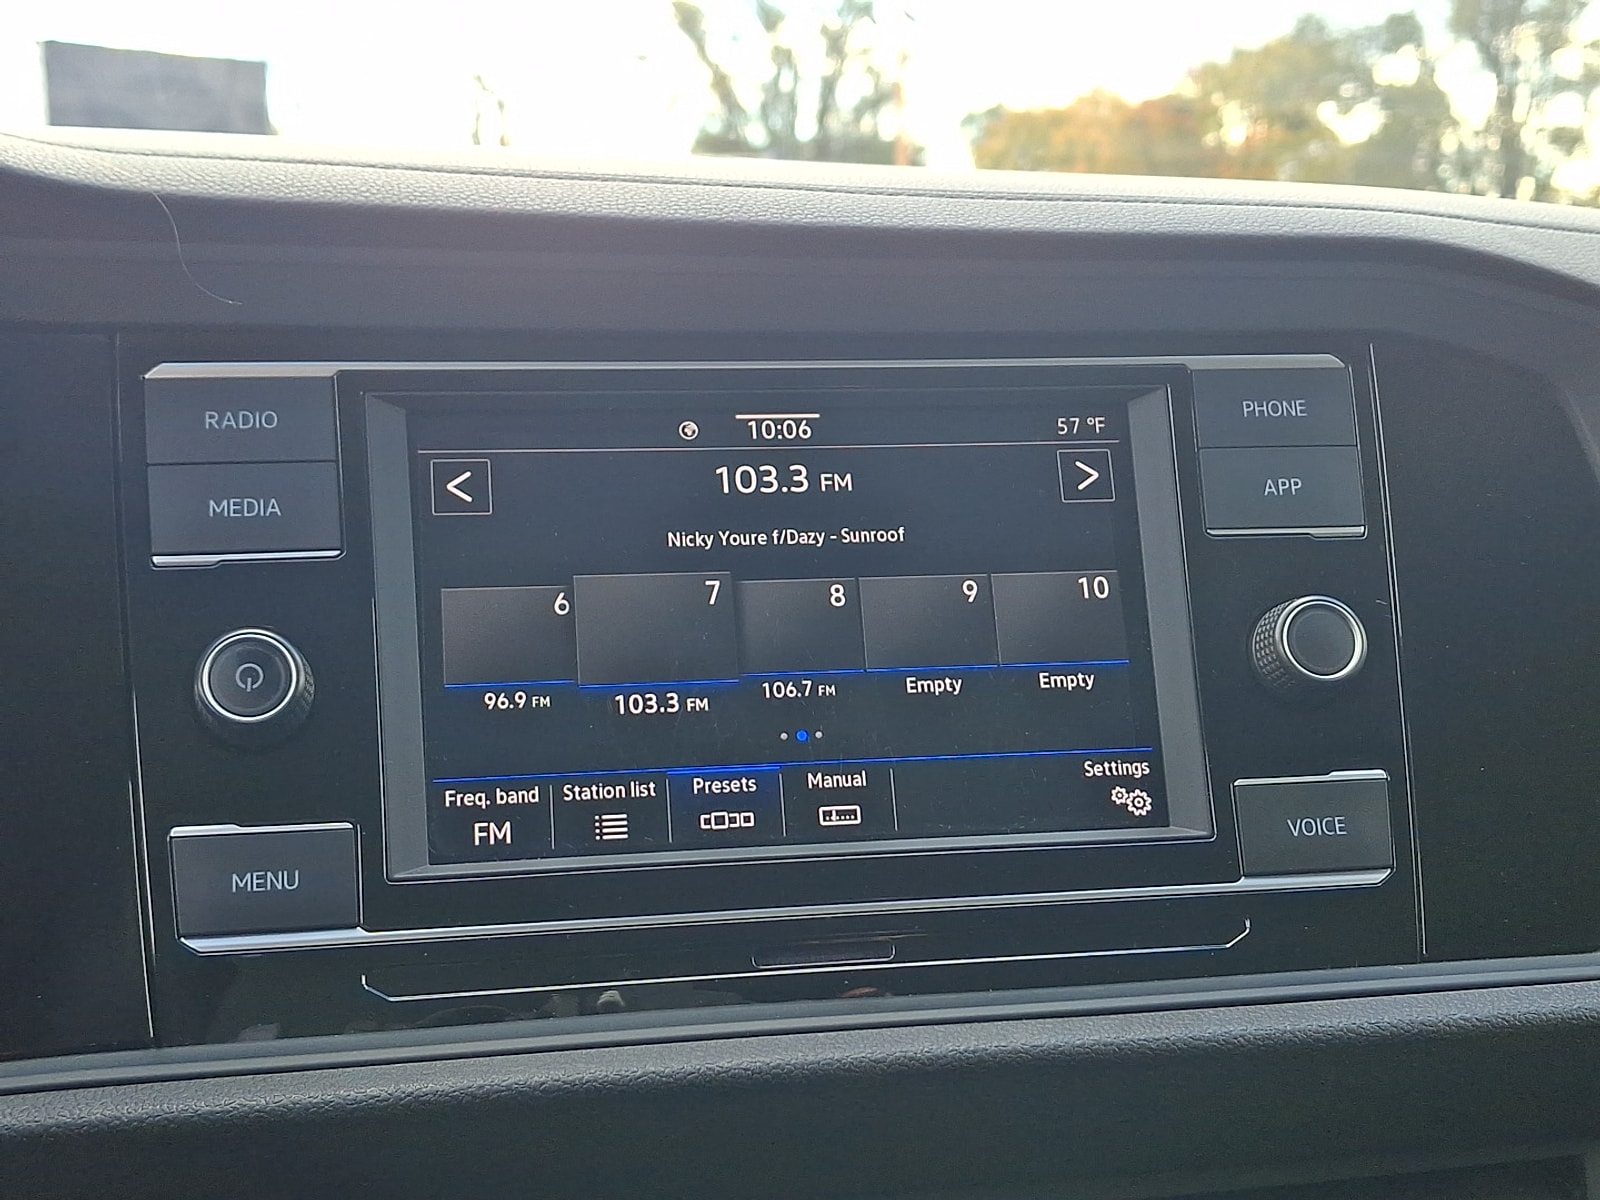 RADIO
MEDIA
MENU
10:06
57 °F
<
103.3 FM
>
Nicky Youre f/Dazy - Sunroof
6
7
8
9
10
96.9 FM
103.3 FM
106.7 FM
Empty
Empty
Freq. band
FM
Station list
Presets
Manual
Settings
PHONE
APP
VOICE